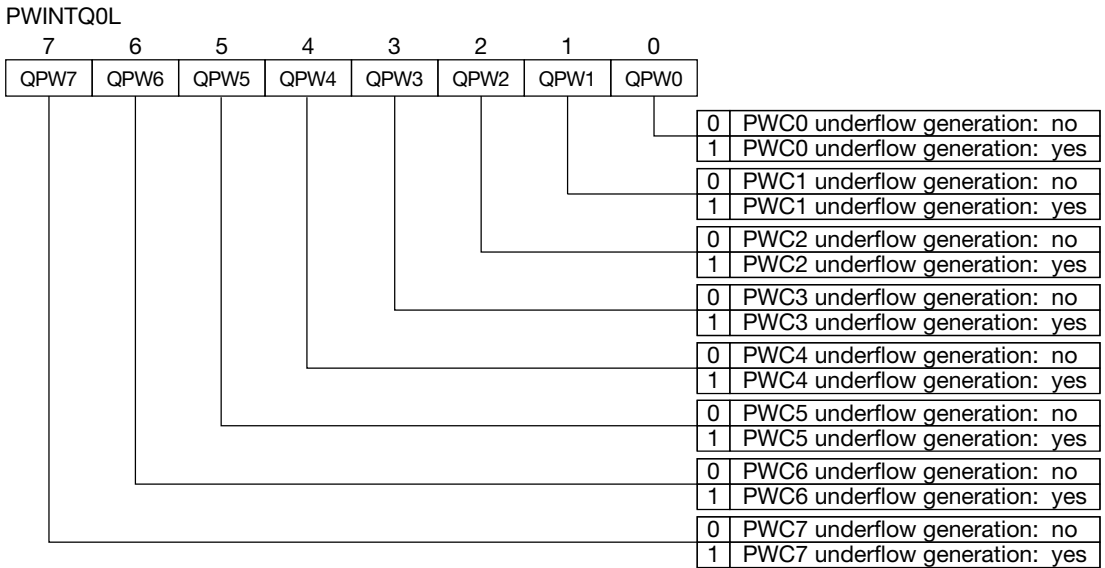 PWINTQ0L
7 6 5 4 3 2 1 0
QPW7 QPW6 QPW5 QPW4 QPW3 QPW2 QPW1 QPW0
0 PWC0 underflow generation: no
1 PWC0 underflow generation: yes
0 PWC1 underflow generation: no
1 PWC1 underflow generation: yes
0 PWC2 underflow generation: no
1 PWC2 underflow generation: yes
0 PWC3 underflow generation: no
1 PWC3 underflow generation: yes
0 PWC4 underflow generation: no
1 PWC4 underflow generation: yes
0 PWC5 underflow generation: no
1 PWC5 underflow generation: yes
0 PWC6 underflow generation: no
1 PWC6 underflow generation: yes
0 PWC7 underflow generation: no
1 PWC7 underflow generation: yes